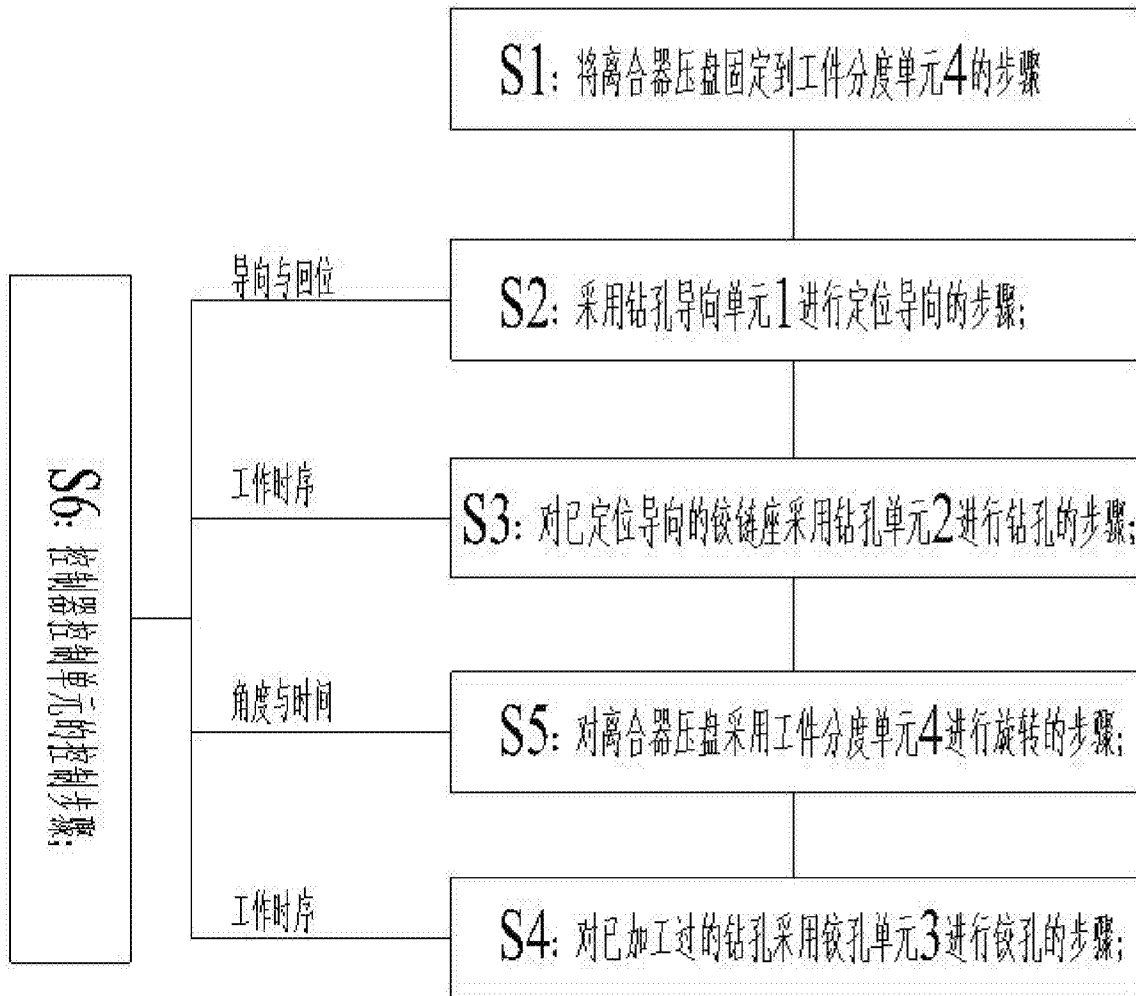 S1: 将离合器压盘固定到工件分度单元4的步骤
导向与回位
S2: 采用钻孔导向单元1进行定位导向的步骤;
工作时序
S3: 对已定位导向的铰链座采用钻孔单元2进行钻孔的步骤;
S6: 控制器控制单元的控制步骤;
角度与时间
S5: 对离合器压盘采用工件分度单元4进行旋转的步骤;
工作时序
S4: 对已加工过的钻孔采用铰孔单元3进行铰孔的步骤;